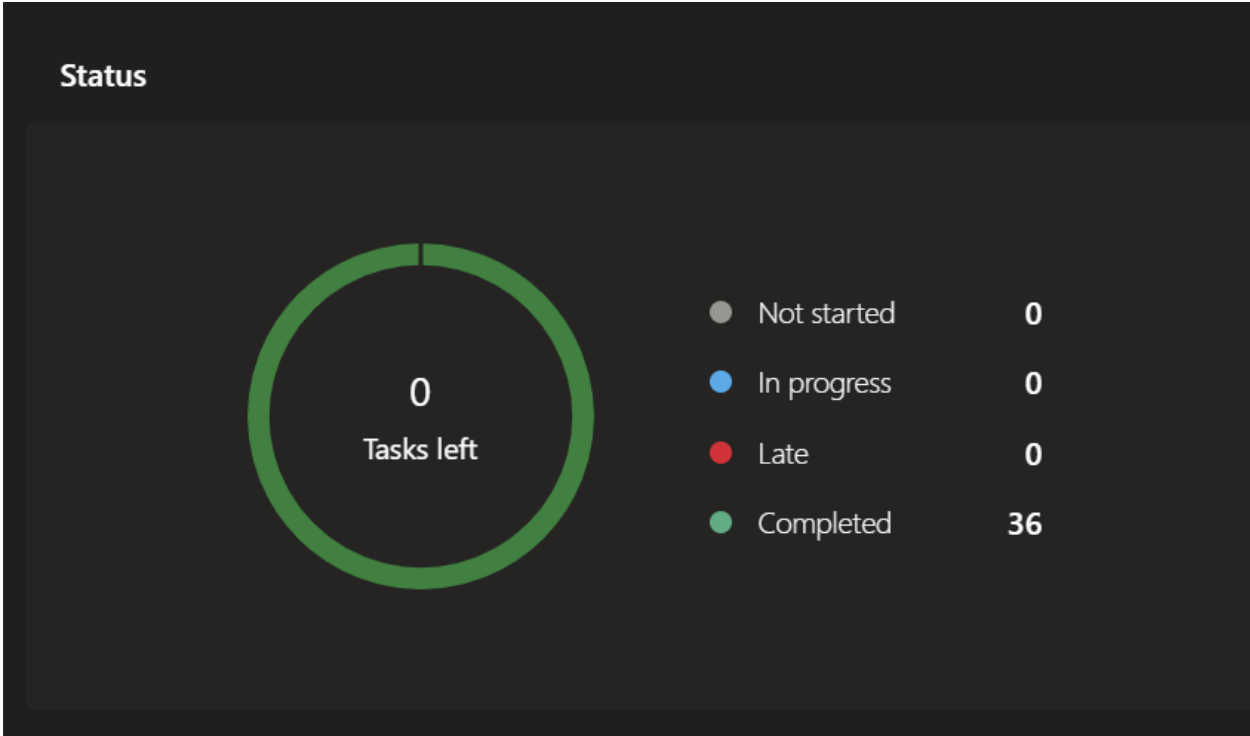 Status
0
Tasks left
Not started 0
In progress 0
Late 0
Completed 36